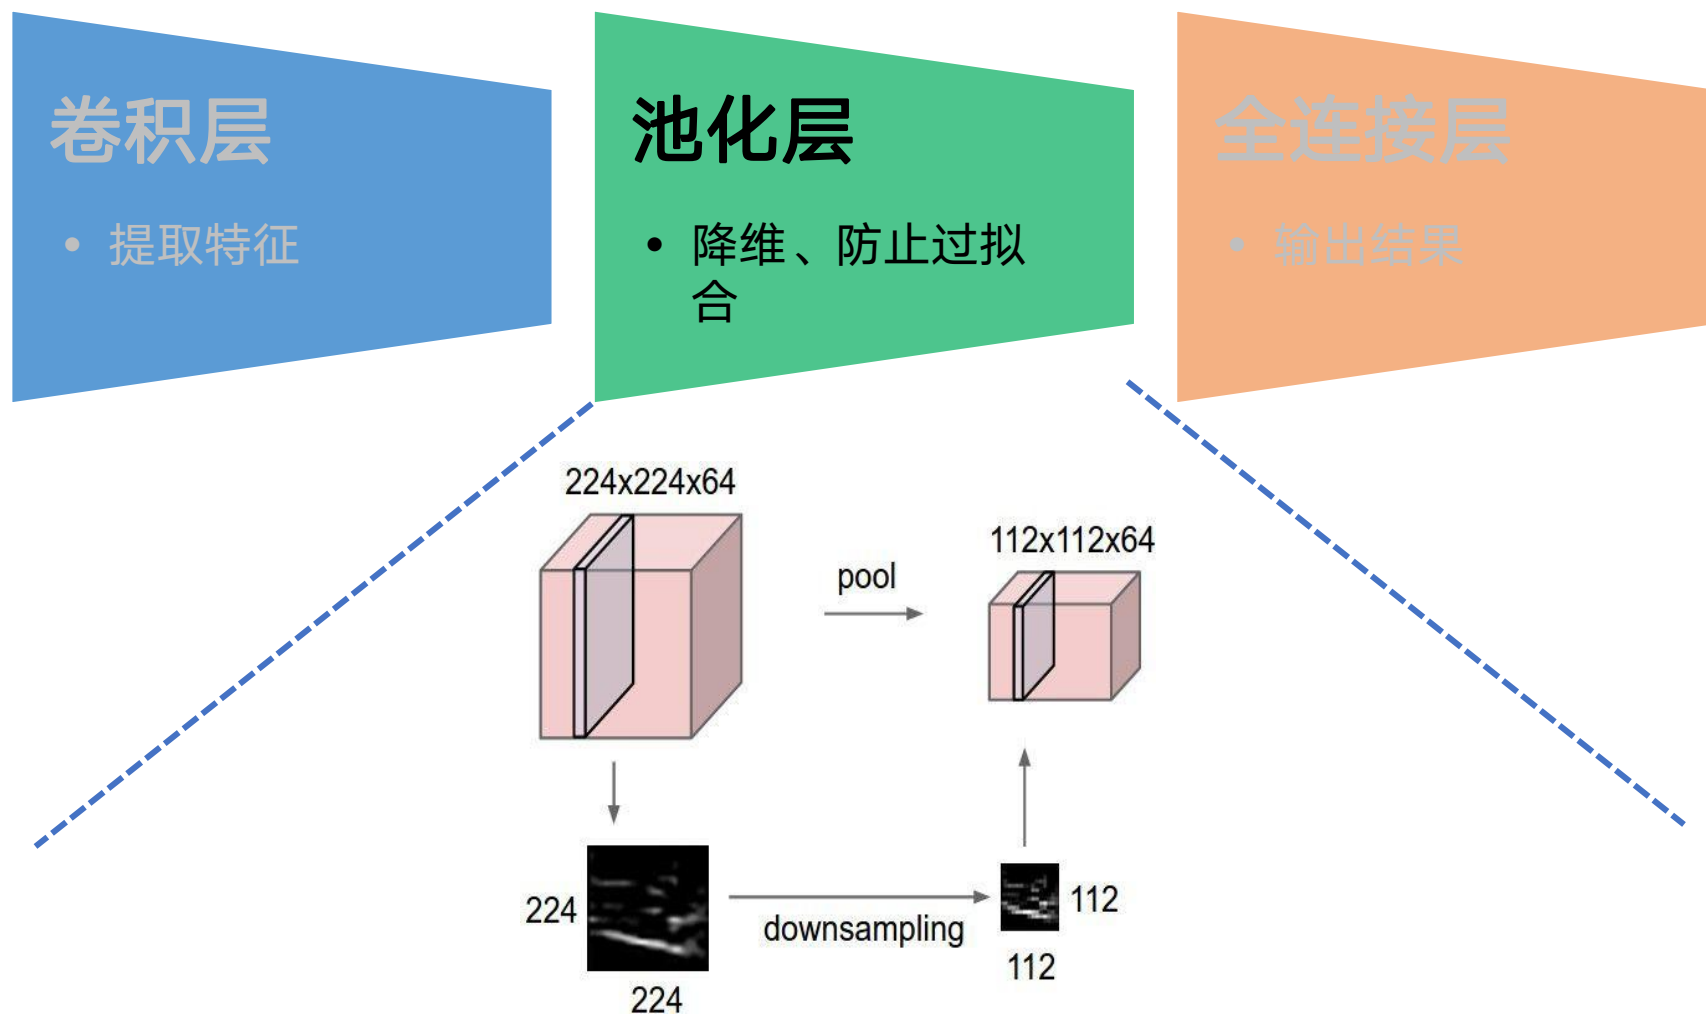 卷积层
• 提取特征
池化层
• 降维、防止过拟
合
全连接层
• 输出结果
224x224x64
112x112x64
pool
224
224
downsampling
112
112